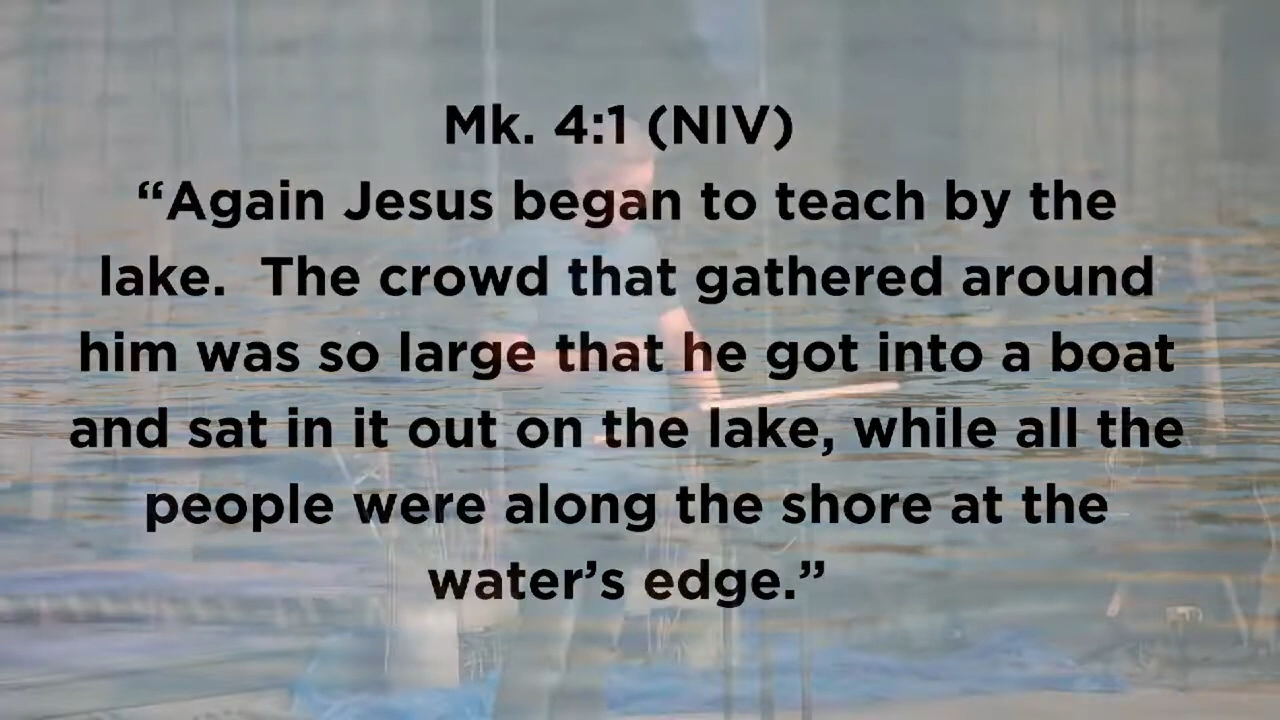 Mk. 4:1 (NIV)
“Again Jesus began to teach by the
lake.  The crowd that gathered around
him was so large that he got into a boat
and sat in it out on the lake, while all the
people were along the shore at the
water’s edge.”